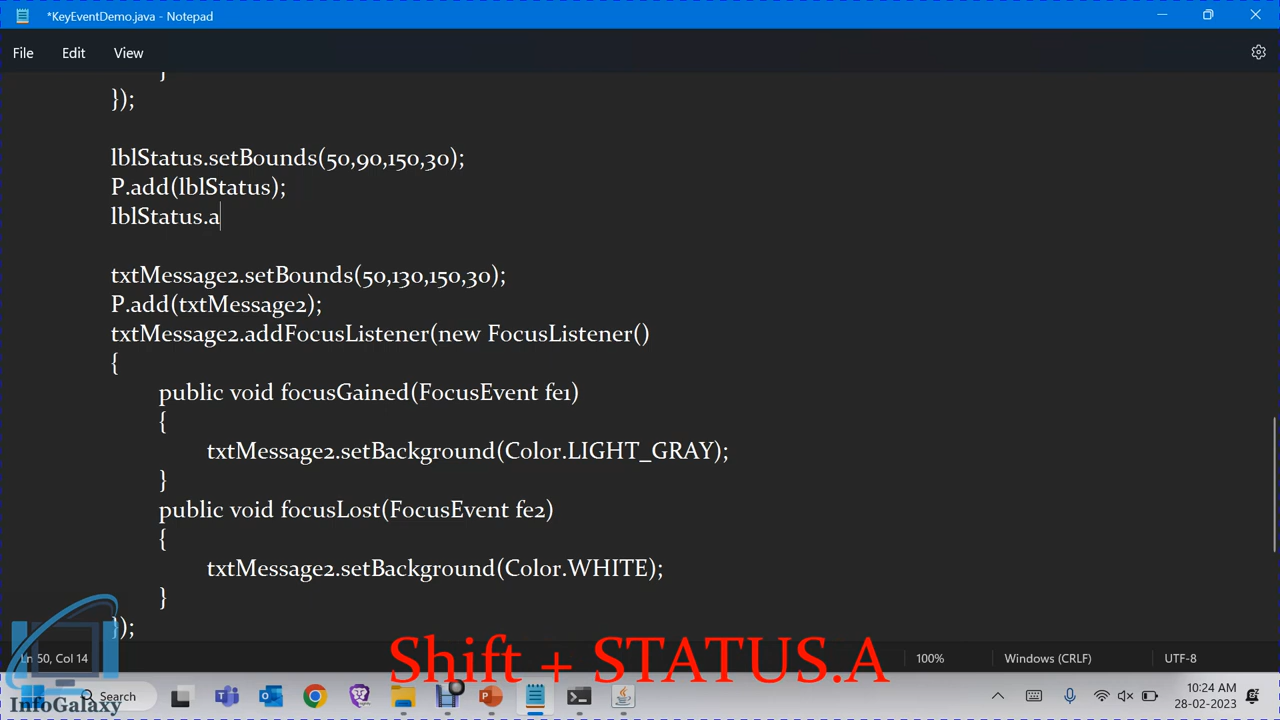 *KeyEventDemo.java - Notepad
File Edit View
}
});
lblStatus.setBounds(50,90,150,30);
P.add(lblStatus);
lblStatus.a
txtMessage2.setBounds(50,130,150,30);
P.add(txtMessage2);
txtMessage2.addFocusListener(new FocusListener()
{
public void focusGained(FocusEvent fe1)
{
txtMessage2.setBackground(Color.LIGHT_GRAY);
}
public void focusLost(FocusEvent fe2)
{
txtMessage2.setBackground(Color.WHITE);
}
});
Shift + STATUS.A
Ln 50, Col 14 100% Windows (CRLF) UTF-8
Search
10:24 AM
28-02-2023
InfoGalaxy